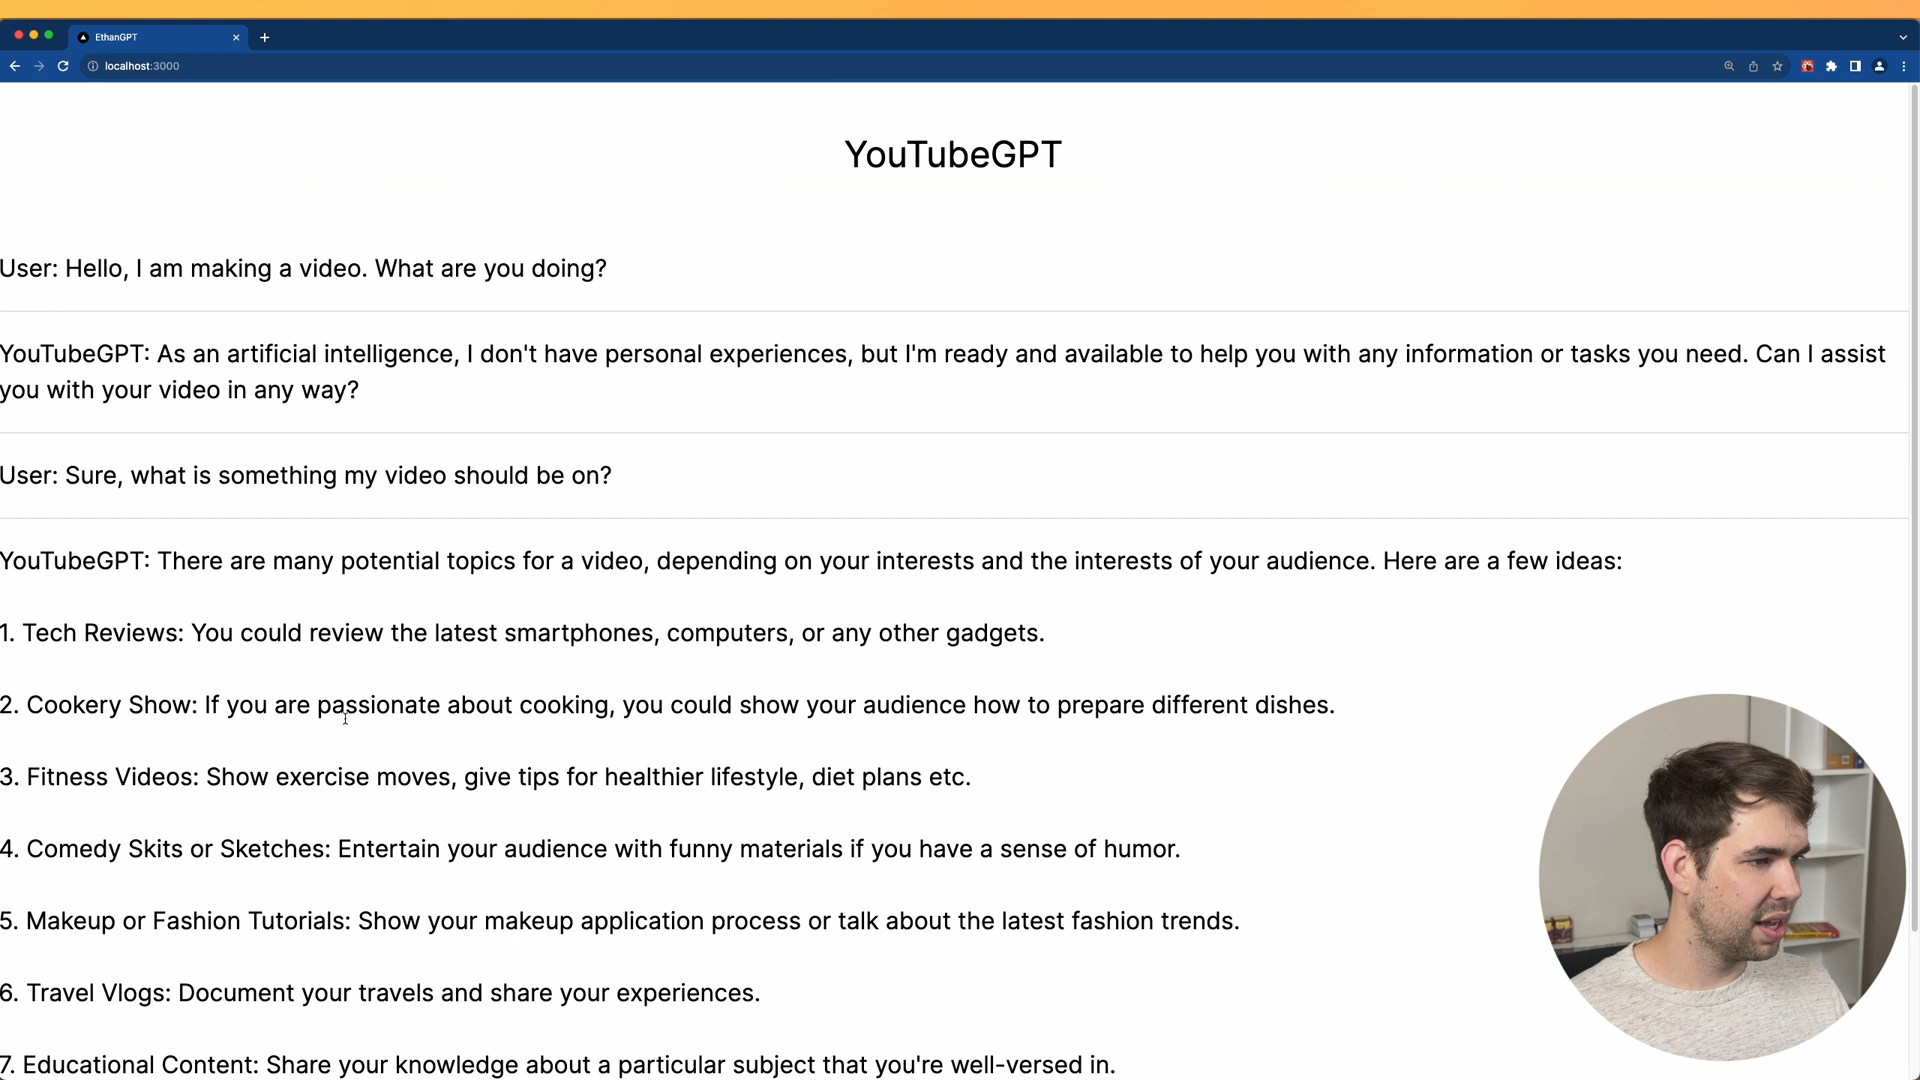 EthanGPT
localhost:3000
YouTubeGPT
User: Hello, I am making a video. What are you doing?
YouTubeGPT: As an artificial intelligence, I don't have personal experiences, but I'm ready and available to help you with any information or tasks you need. Can I assist
you with your video in any way?
User: Sure, what is something my video should be on?
YouTubeGPT: There are many potential topics for a video, depending on your interests and the interests of your audience. Here are a few ideas:
1. Tech Reviews: You could review the latest smartphones, computers, or any other gadgets.
2. Cookery Show: If you are passionate about cooking, you could show your audience how to prepare different dishes.
3. Fitness Videos: Show exercise moves, give tips for healthier lifestyle, diet plans etc.
4. Comedy Skits or Sketches: Entertain your audience with funny materials if you have a sense of humor.
5. Makeup or Fashion Tutorials: Show your makeup application process or talk about the latest fashion trends.
6. Travel Vlogs: Document your travels and share your experiences.
7. Educational Content: Share your knowledge about a particular subject that you're well-versed in.